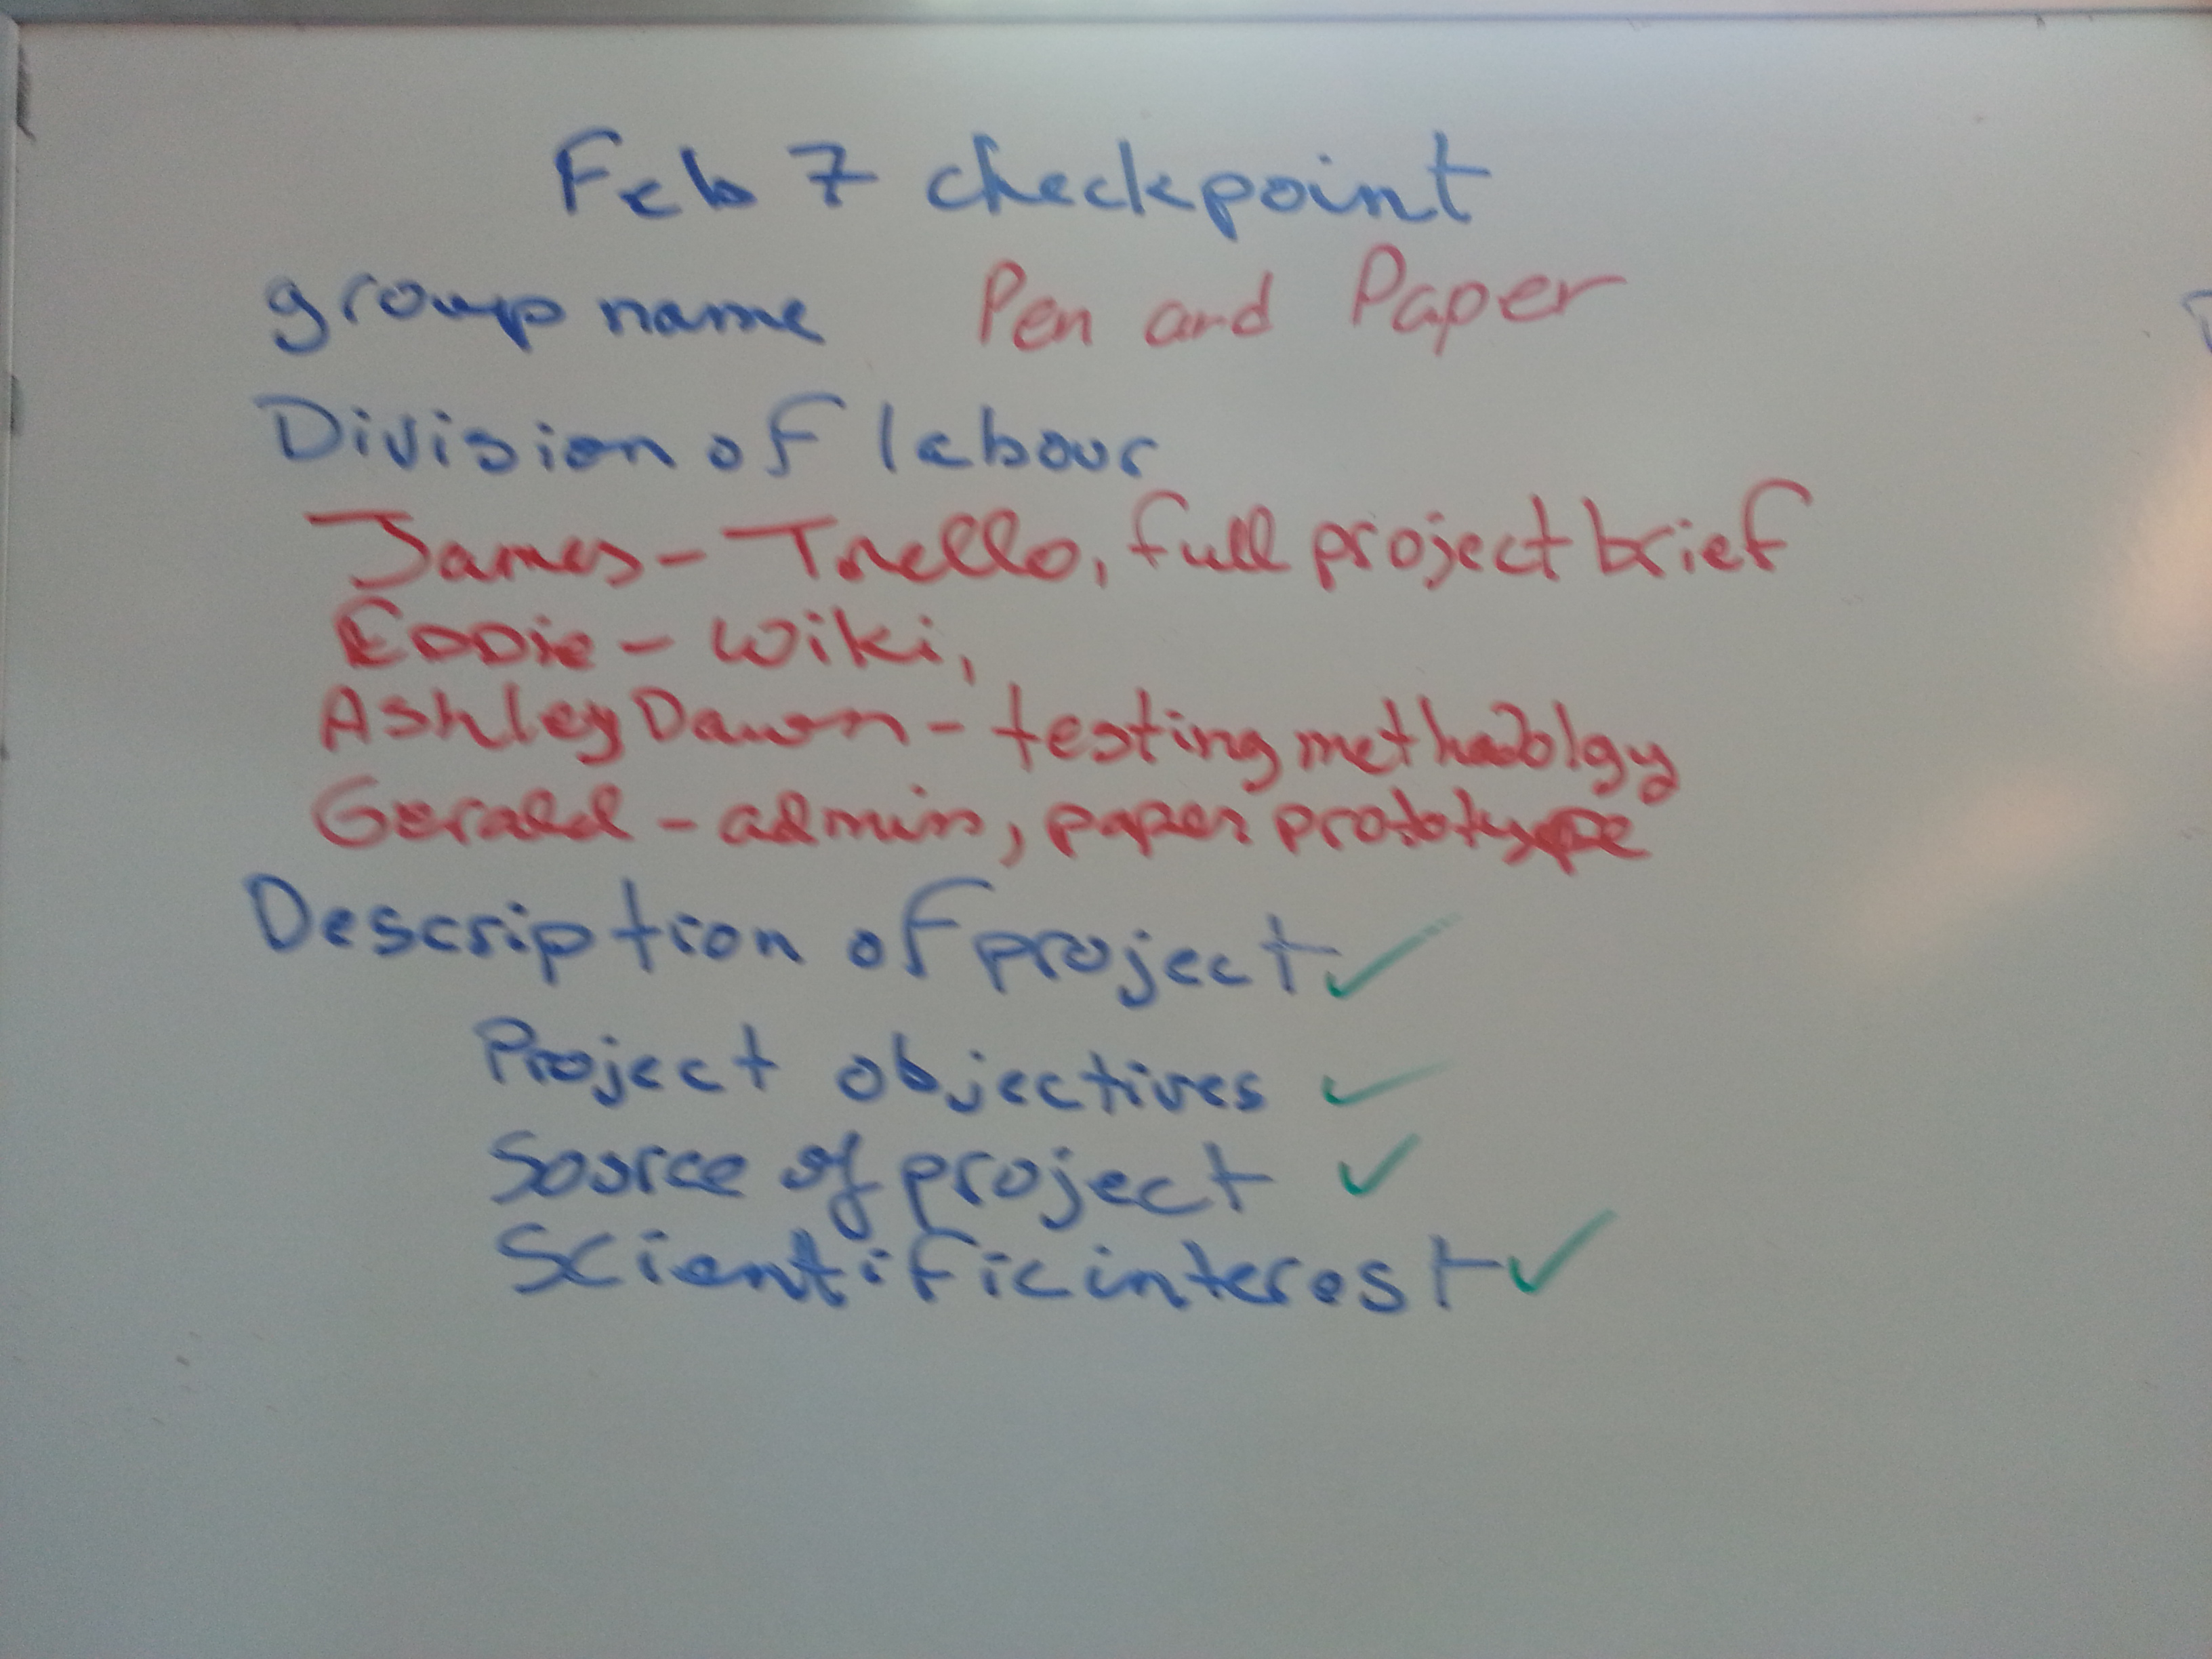 Feb 7 checkpoint
group name Pen and Paper
Division of labour
James - Trello, full project brief
Eddie - Wiki,
Ashley Dawn - testing methodolgy
Gerald - admin, paper prototype
Description of project ✓
Project objectives ✓
Source of project ✓
Scientific interest ✓